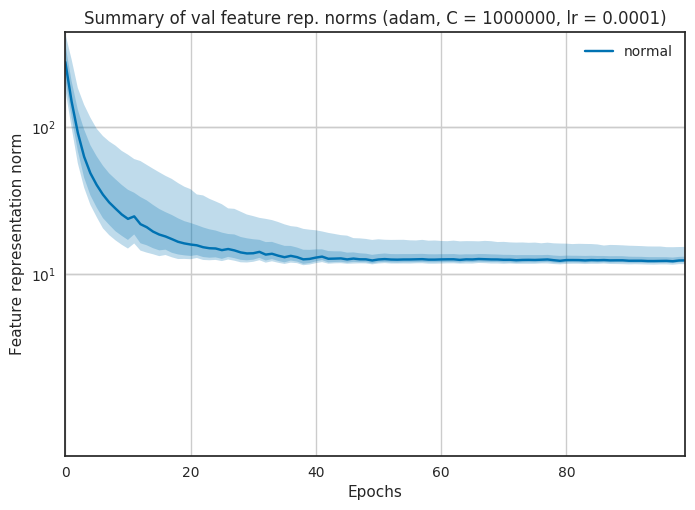 Summary of val feature rep. norms (adam, C = 1000000, lr = 0.0001)
normal
Feature representation norm
10²
10¹
0 20 40 60 80
Epochs